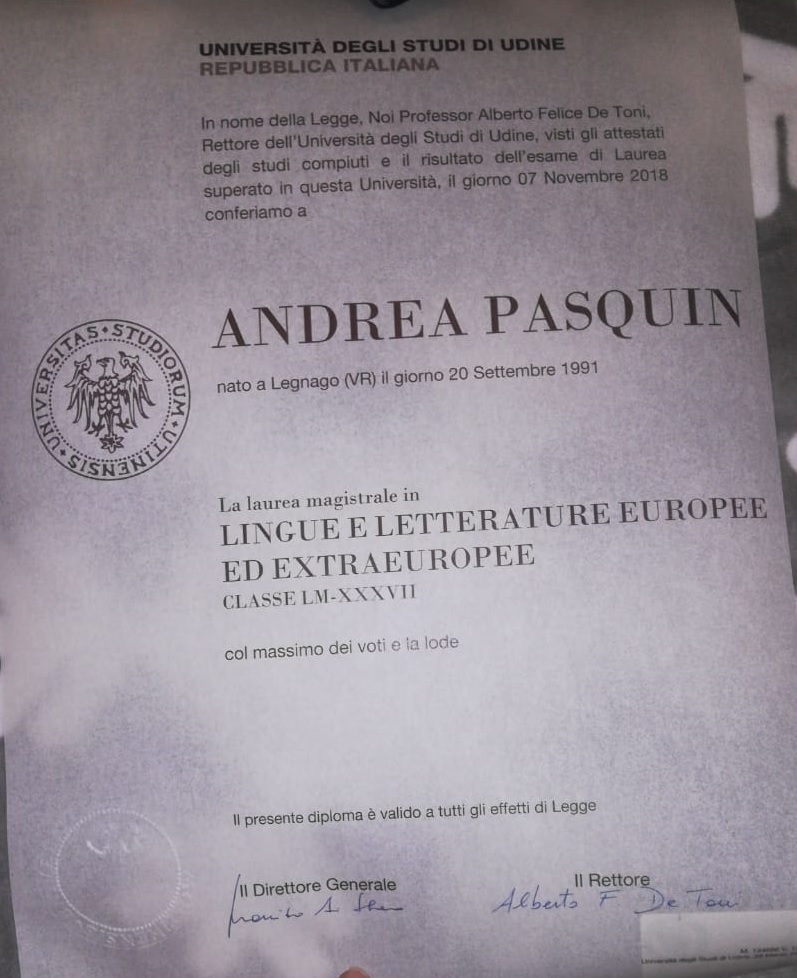 UNIVERSITÀ DEGLI STUDI DI UDINE
REPUBBLICA ITALIANA
In nome della Legge, Noi Professor Alberto Felice De Toni,
Rettore dell'Università degli Studi di Udine, visti gli attestati
degli studi compiuti e il risultato dell'esame di Laurea
superato in questa Università, il giorno 07 Novembre 2018
conferiamo a
ANDREA PASQUIN
nato a Legnago (VR) il giorno 20 Settembre 1991
UNIVERSITAS STUDIORUM UTINENSIS
La laurea magistrale in
LINGUE E LETTERATURE EUROPEE
ED EXTRAEUROPEE
CLASSE LM-XXXVII
col massimo dei voti e la lode
Il presente diploma è valido a tutti gli effetti di Legge
Il Direttore Generale
Il Rettore
Alberto F. De Toni